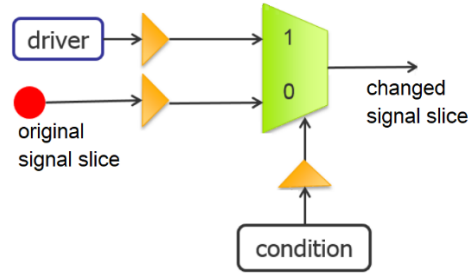 driver
1
0
original
signal slice
changed
signal slice
condition